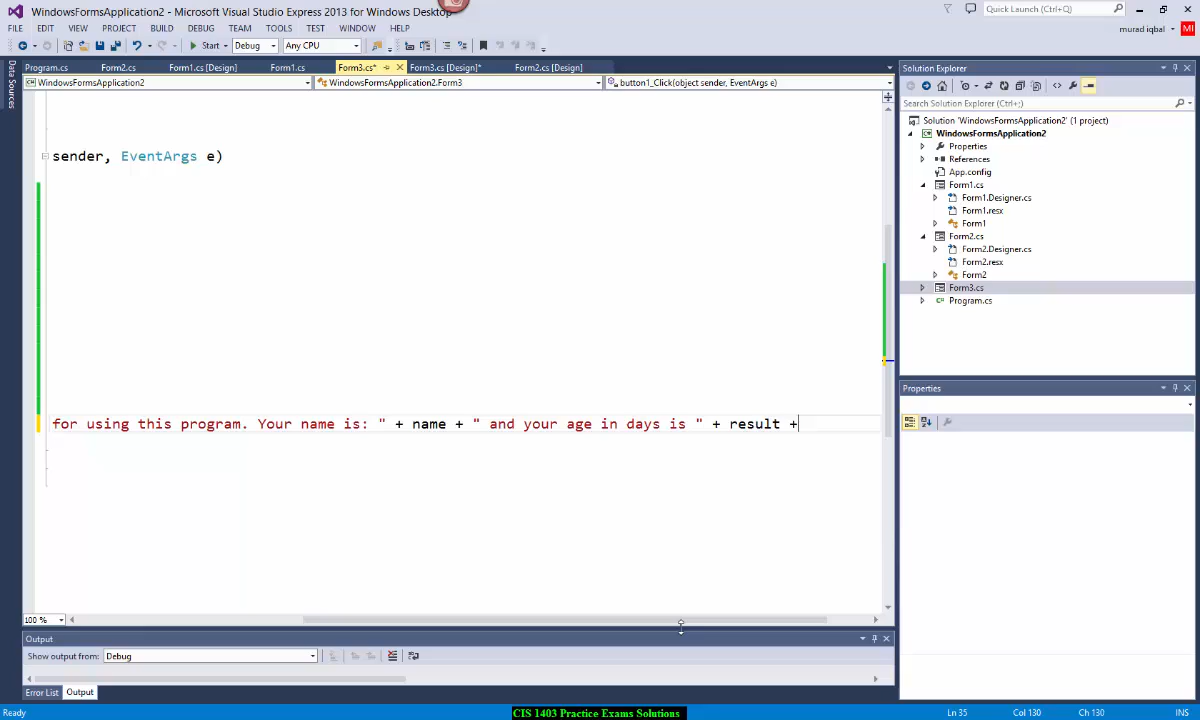 WindowsFormsApplication2 - Microsoft Visual Studio Express 2013 for Windows Desktop
Quick Launch (Ctrl+;)
FILE EDIT VIEW PROJECT BUILD DEBUG TEAM TOOLS TEST WINDOW HELP
murad iqbal MI
Start Debug Any CPU
Data Sources
Program.cs Form2.cs Form1.cs [Design] Form1.cs Form3.cs* Form3.cs [Design]* Form2.cs [Design]
WindowsFormsApplication2 WindowsFormsApplication2.Form3 button1_Click(object sender, EventArgs e)
sender, EventArgs e)
for using this program. Your name is: " + name + " and your age in days is " + result +
100 %
Output
Show output from: Debug
Error List Output
Solution Explorer
Search Solution Explorer (Ctrl+;)
Solution 'WindowsFormsApplication2' (1 project)
WindowsFormsApplication2
Properties
References
App.config
Form1.cs
Form1.Designer.cs
Form1.resx
Form1
Form2.cs
Form2.Designer.cs
Form2.resx
Form2
Form3.cs
Program.cs
Properties
Ready
CIS 1403 Practice Exams Solutions
Ln 35 Col 130 Ch 130 INS